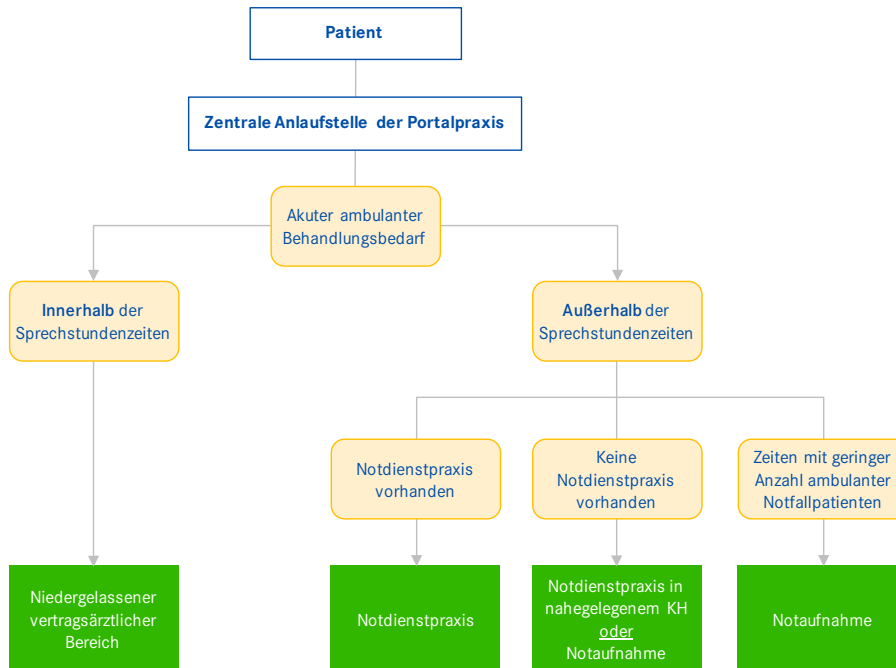 Patient
Zentrale Anlaufstelle der Portalpraxis
Akuter ambulanter
Behandlungsbedarf
Innerhalb der
Sprechstundenzeiten
Außerhalb der
Sprechstundenzeiten
Notdienstpraxis
vorhanden
Keine
Notdienstpraxis
vorhanden
Zeiten mit geringer
Anzahl ambulanter
Notfallpatienten
Niedergelassener
vertragsärztlicher
Bereich
Notdienstpraxis
Notdienstpraxis in
nahegelegenem KH
oder
Notaufnahme
Notaufnahme